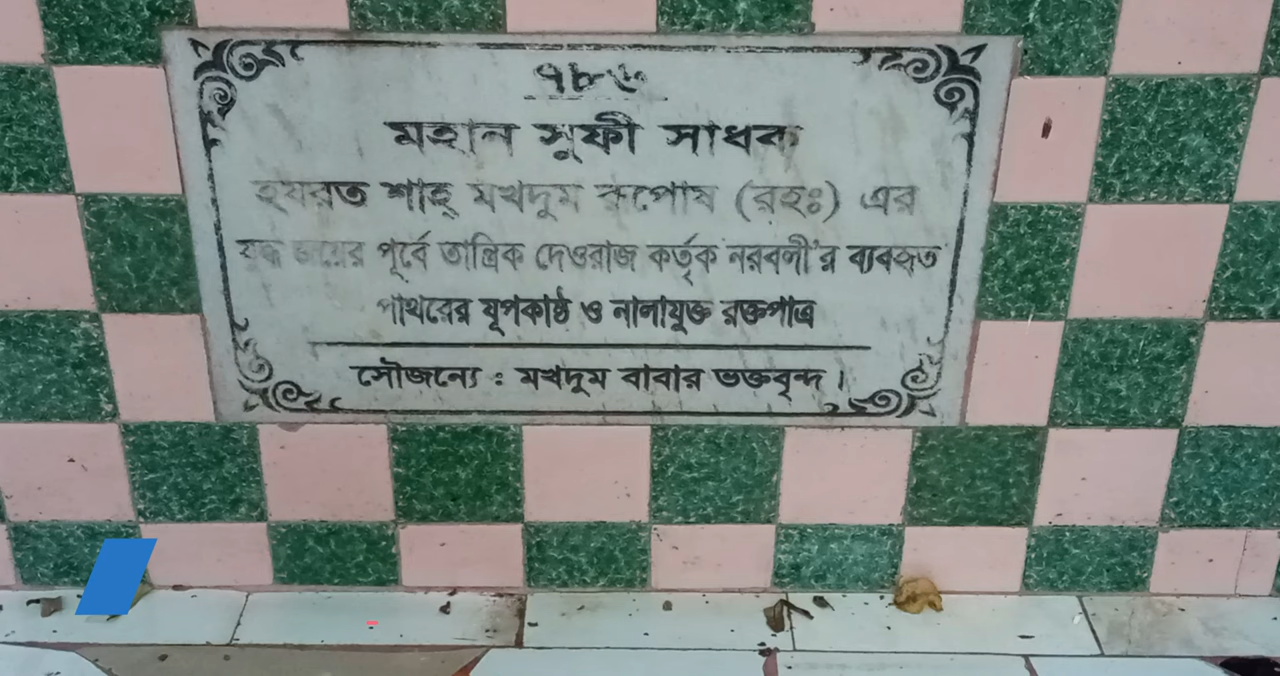 ৭৮৬
মহান সুফী সাধক
হযরত শাহ্ মখদুম রূপোষ (রহঃ) এর
যুদ্ধ জয়ের পূর্বে তান্ত্রিক দেওরাজ কর্তৃক নরবলী'র ব্যবহৃত
পাথরের যূপকাষ্ঠ ও নালাযুক্ত রক্তপাত্র
সৌজন্যে : মখদুম বাবার ভক্তবৃন্দ।